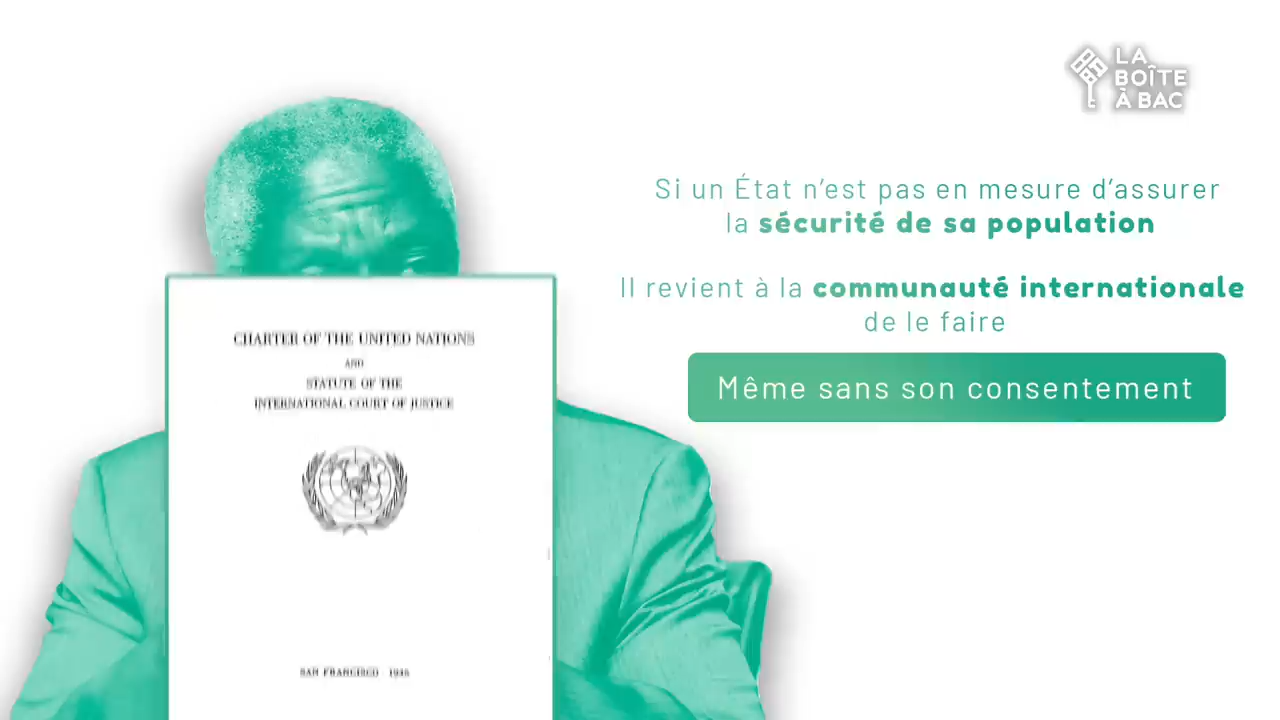 LA
BOÎTE
À BAC
Si un État n’est pas en mesure d’assurer
la sécurité de sa population
Il revient à la communauté internationale
de le faire
Même sans son consentement
CHARTER OF THE UNITED NATIONS
AND
STATUTE OF THE
INTERNATIONAL COURT OF JUSTICE
SAN FRANCISCO · 1945